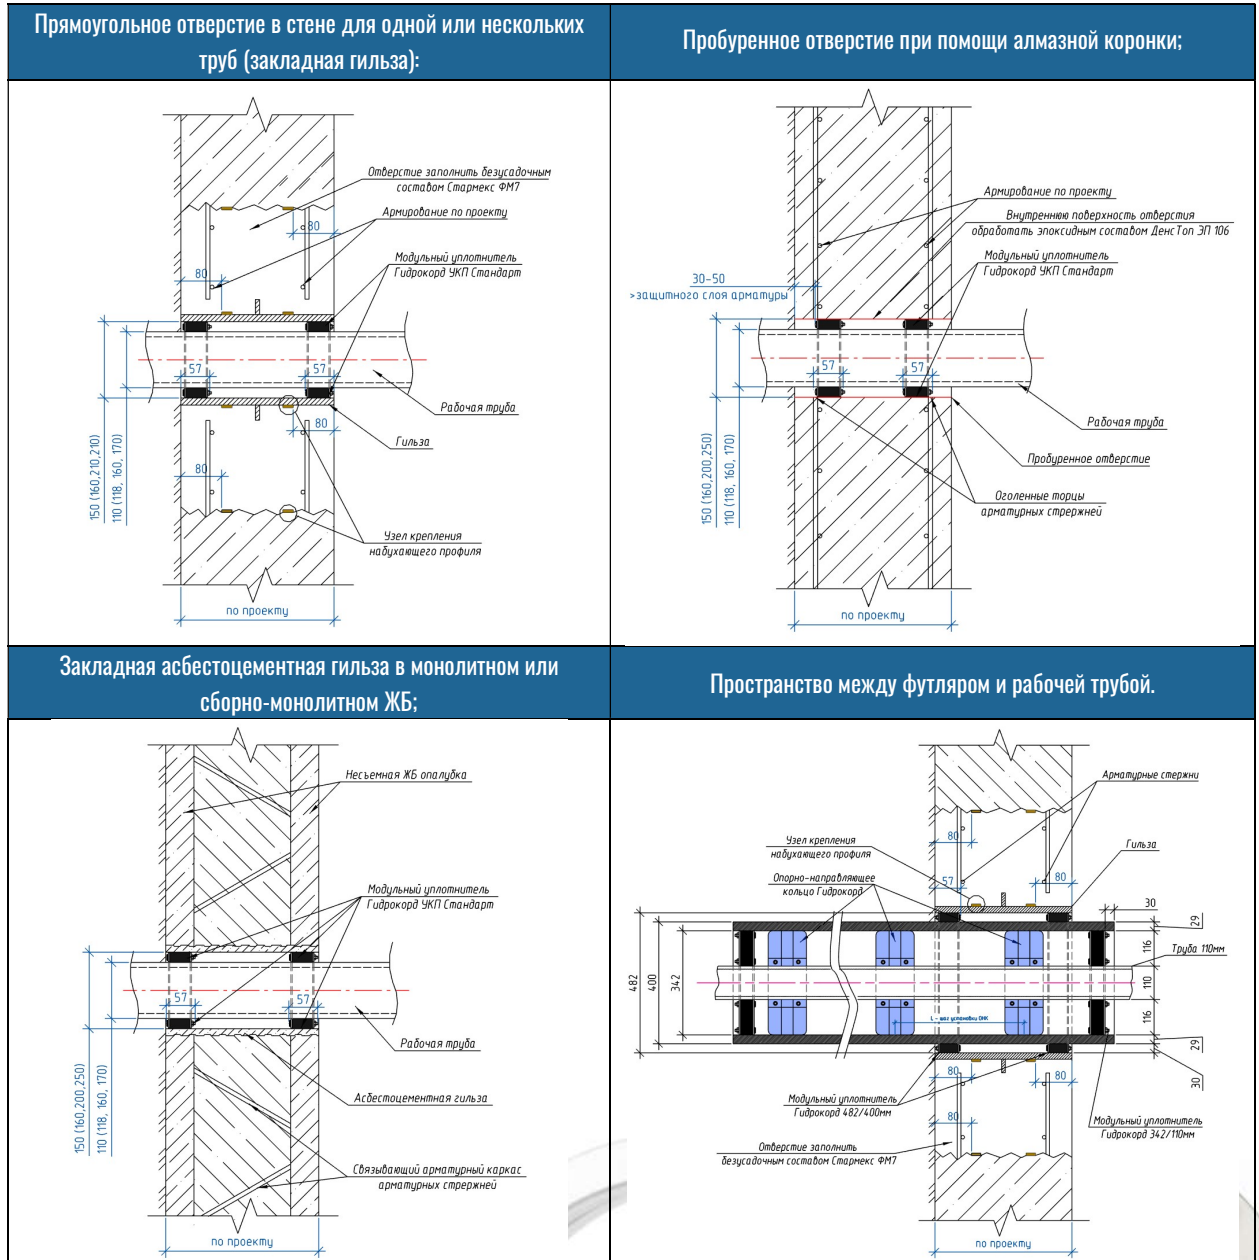 Прямоугольное отверстие в стене для одной или нескольких
труб (закладная гильза):
Отверстие заполнить безусадочным
составом Стармекс ФМ7
Армирование по проекту
80
Модульный уплотнитель
Гидрокорд УКП Стандарт
80
57
57
Рабочая труба
80
Гильза
80
150 (160,210,210)
110 (118, 160, 170)
Узел крепления
набухающего профиля
по проекту
Пробуренное отверстие при помощи алмазной коронки;
Армирование по проекту
Внутреннюю поверхность отверстия
обработать эпоксидным составом ДенсТоп ЭП 106
Модульный уплотнитель
Гидрокорд УКП Стандарт
30-50
>защитного слоя арматуры
57
57
Рабочая труба
150 (160,200,250)
110 (118, 160, 170)
Пробуренное отверстие
Оголенные торцы
арматурных стрержней
по проекту
Закладная асбестоцементная гильза в монолитном или
сборно-монолитном ЖБ;
Несъемная ЖБ опалубка
Модульный уплотнитель
Гидрокорд УКП Стандарт
57
57
Рабочая труба
150 (160,200,250)
110 (118, 160, 170)
Асбестоцементная гильза
Связывающий арматурный каркас
арматурных стрержней
по проекту
Пространство между футляром и рабочей трубой.
Арматурные стержни
Узел крепления
набухающего профиля
80
Гильза
Опорно-направляющее
кольцо Гидрокорд
57
80
30
29
116
Труба 110мм
482
400
342
110
L - шаг установки ОНК
116
29
80
80
30
Модульный уплотнитель
Гидрокорд 482/400мм
80
Модульный уплотнитель
Гидрокорд 342/110мм
Отверстие заполнить
безусадочным составом Стармекс ФМ7
по проекту